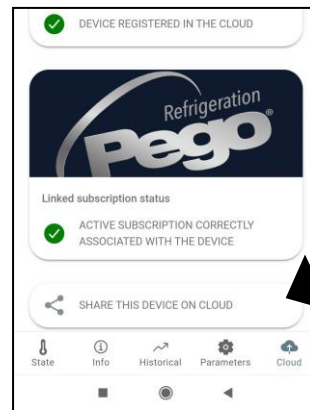 DEVICE REGISTERED IN THE CLOUD
Refrigeration
Pego®
Linked subscription status
ACTIVE SUBSCRIPTION CORRECTLY
ASSOCIATED WITH THE DEVICE
SHARE THIS DEVICE ON CLOUD
State Info Historical Parameters Cloud